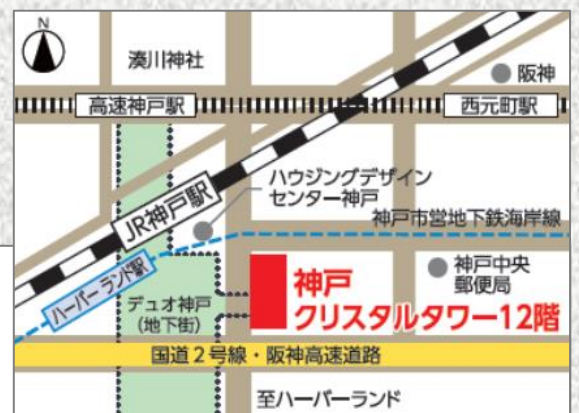 N
湊川神社
阪神
高速神戸駅
西元町駅
JR神戸駅
ハウジングデザイン
センター神戸
神戸市営地下鉄海岸線
ハーバーランド駅
デュオ神戸
(地下街)
神戸
クリスタルタワー12階
神戸中央
郵便局
国道2号線・阪神高速道路
至ハーバーランド